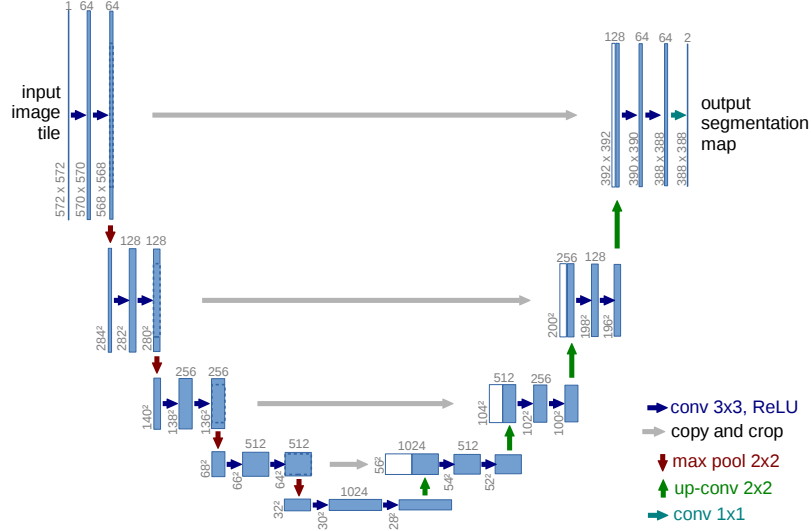 1 64 64
input
image
tile
572 x 572
570 x 570
568 x 568
128 64 64 2
output
segmentation
map
392 x 392
390 x 390
388 x 388
388 x 388
128 128
284²
282²
280²
256 128
200²
198²
196²
256 256
140²
138²
136²
512 256
104²
102²
100²
512 512
68²
66²
64²
1024 512
56²
54²
52²
1024
32²
30²
28²
conv 3x3, ReLU
copy and crop
max pool 2x2
up-conv 2x2
conv 1x1